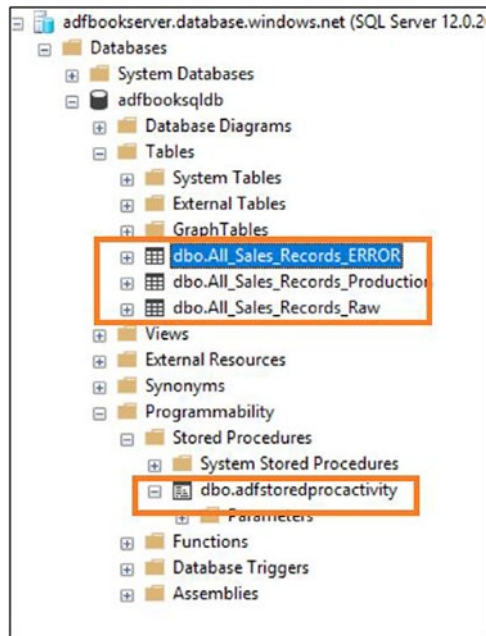 adfbookserver.database.windows.net (SQL Server 12.0.20
Databases
System Databases
adfbooksqldb
Database Diagrams
Tables
System Tables
External Tables
GraphTables
dbo.All_Sales_Records_ERROR
dbo.All_Sales_Records_Production
dbo.All_Sales_Records_Raw
Views
External Resources
Synonyms
Programmability
Stored Procedures
System Stored Procedures
dbo.adfstoredprocactivity
Parameters
Functions
Database Triggers
Assemblies